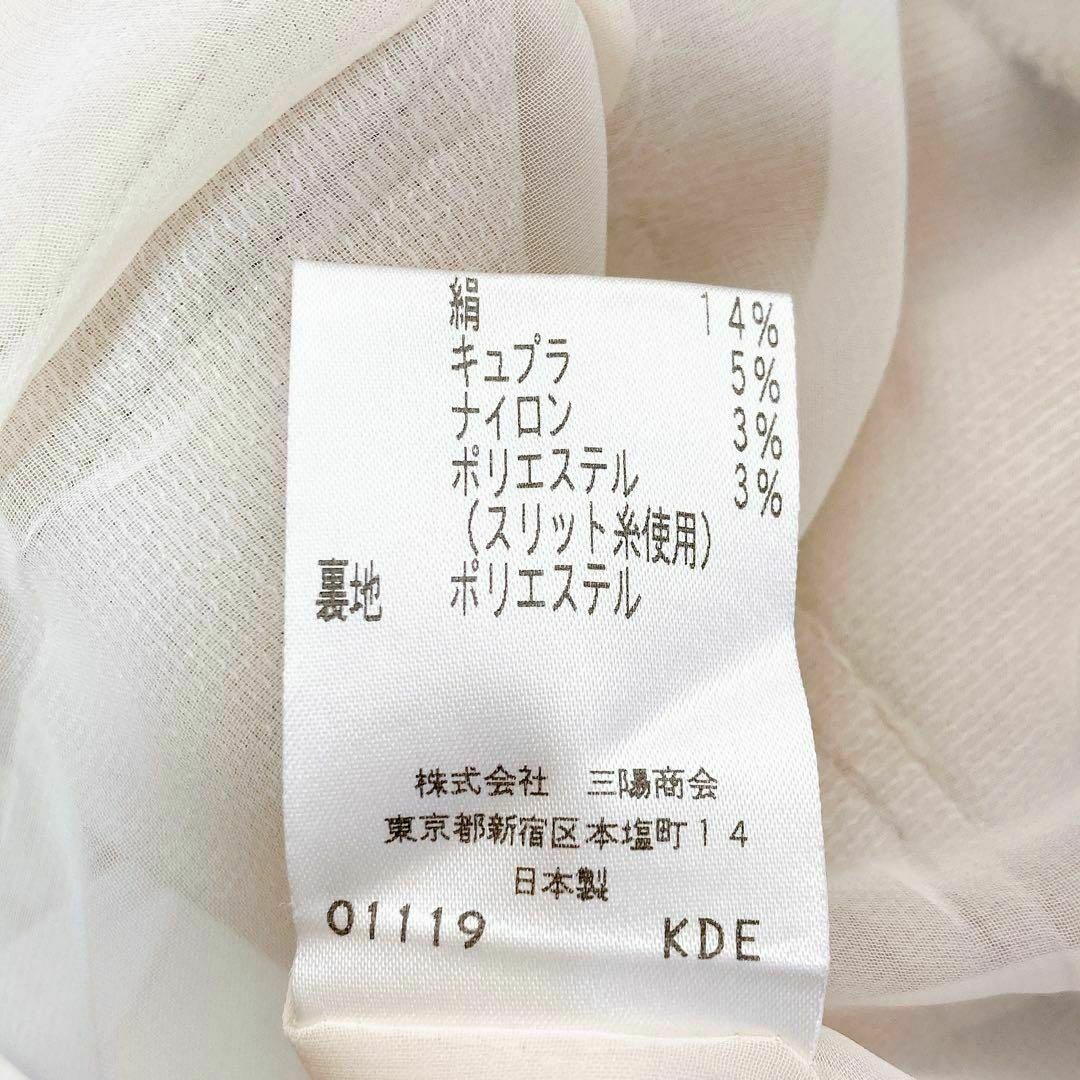 絹 14%
キュプラ 5%
ナイロン 3%
ポリエステル 3%
(スリット糸使用)
裏地 ポリエステル
株式会社 三陽商会
東京都新宿区本塩町14
日本製
01119 KDE